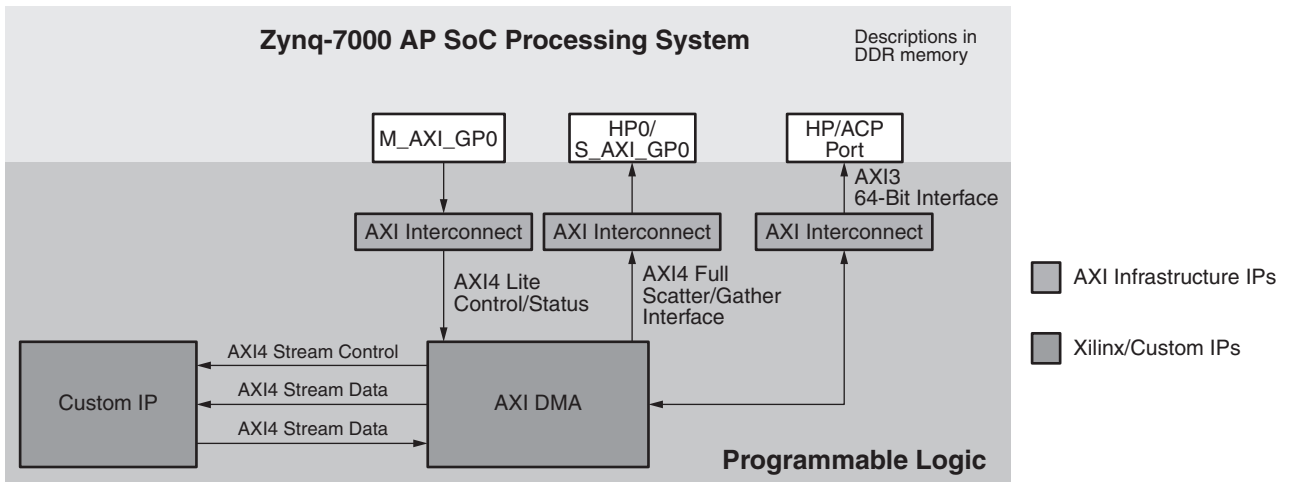 Zynq-7000 AP SoC Processing System
Descriptions in
DDR memory
M_AXI_GP0
HP0/
S_AXI_GP0
HP/ACP
Port
AXI3
64-Bit Interface
AXI Interconnect
AXI Interconnect
AXI Interconnect
AXI4 Lite
Control/Status
AXI4 Full
Scatter/Gather
Interface
AXI Infrastructure IPs
Xilinx/Custom IPs
Custom IP
AXI4 Stream Control
AXI4 Stream Data
AXI4 Stream Data
AXI DMA
Programmable Logic